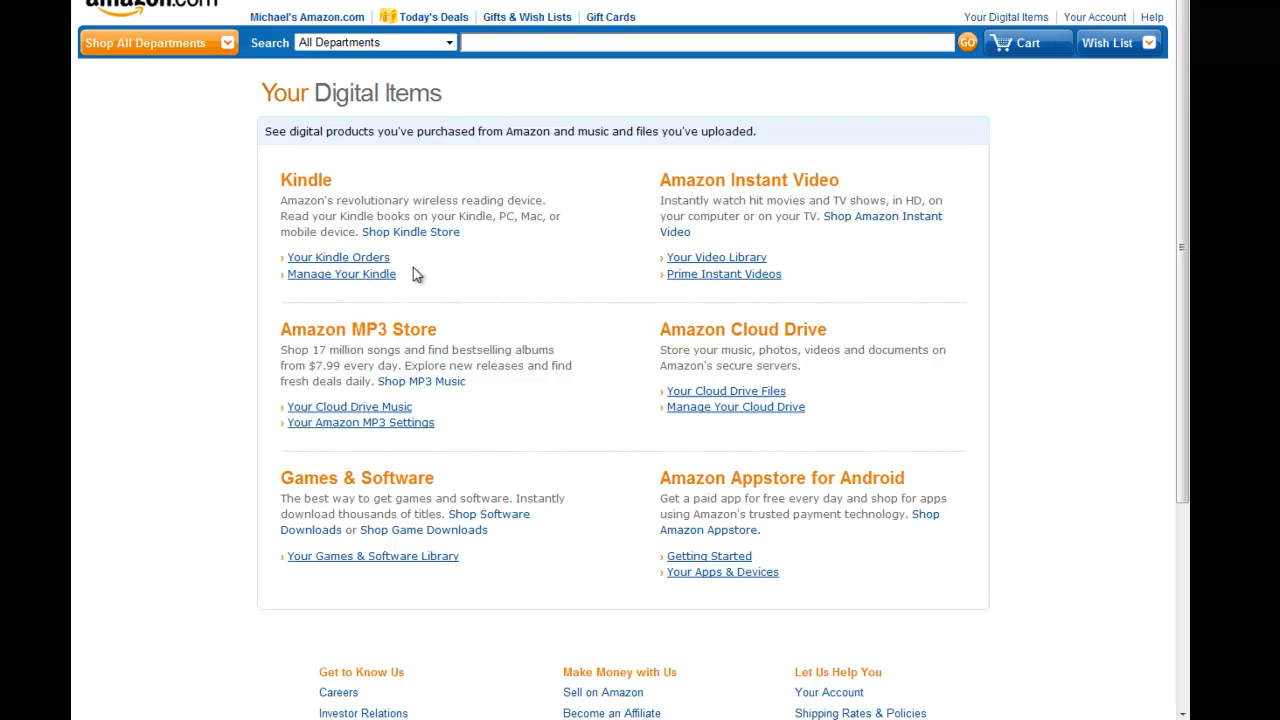 amazon.com
Michael's Amazon.com Today's Deals Gifts & Wish Lists Gift Cards Your Digital Items Your Account Help
Shop All Departments Search All Departments GO Cart Wish List
Your Digital Items
See digital products you've purchased from Amazon and music and files you've uploaded.
Kindle
Amazon's revolutionary wireless reading device.
Read your Kindle books on your Kindle, PC, Mac, or
mobile device. Shop Kindle Store
› Your Kindle Orders
› Manage Your Kindle
Amazon Instant Video
Instantly watch hit movies and TV shows, in HD, on
your computer or on your TV. Shop Amazon Instant
Video
› Your Video Library
› Prime Instant Videos
Amazon MP3 Store
Shop 17 million songs and find bestselling albums
from $7.99 every day. Explore new releases and find
fresh deals daily. Shop MP3 Music
› Your Cloud Drive Music
› Your Amazon MP3 Settings
Amazon Cloud Drive
Store your music, photos, videos and documents on
Amazon's secure servers.
› Your Cloud Drive Files
› Manage Your Cloud Drive
Games & Software
The best way to get games and software. Instantly
download thousands of titles. Shop Software
Downloads or Shop Game Downloads
› Your Games & Software Library
Amazon Appstore for Android
Get a paid app for free every day and shop for apps
using Amazon's trusted payment technology. Shop
Amazon Appstore.
› Getting Started
› Your Apps & Devices
Get to Know Us
Careers
Investor Relations
Make Money with Us
Sell on Amazon
Become an Affiliate
Let Us Help You
Your Account
Shipping Rates & Policies